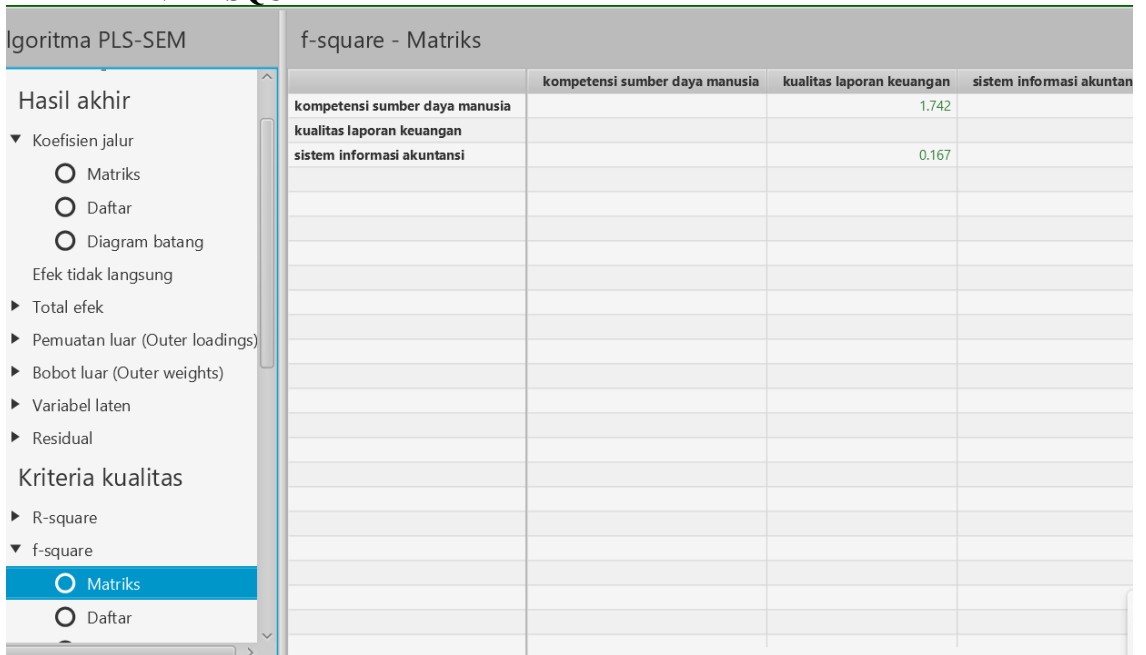 lgoritma PLS-SEM
Hasil akhir
Koefisien jalur
Matriks
Daftar
Diagram batang
Efek tidak langsung
Total efek
Pemuatan luar (Outer loadings)
Bobot luar (Outer weights)
Variabel laten
Residual
Kriteria kualitas
R-square
f-square
Matriks
Daftar
f-square - Matriks
kompetensi sumber daya manusia kualitas laporan keuangan sistem informasi akuntan
kompetensi sumber daya manusia 1.742
kualitas laporan keuangan
sistem informasi akuntansi 0.167